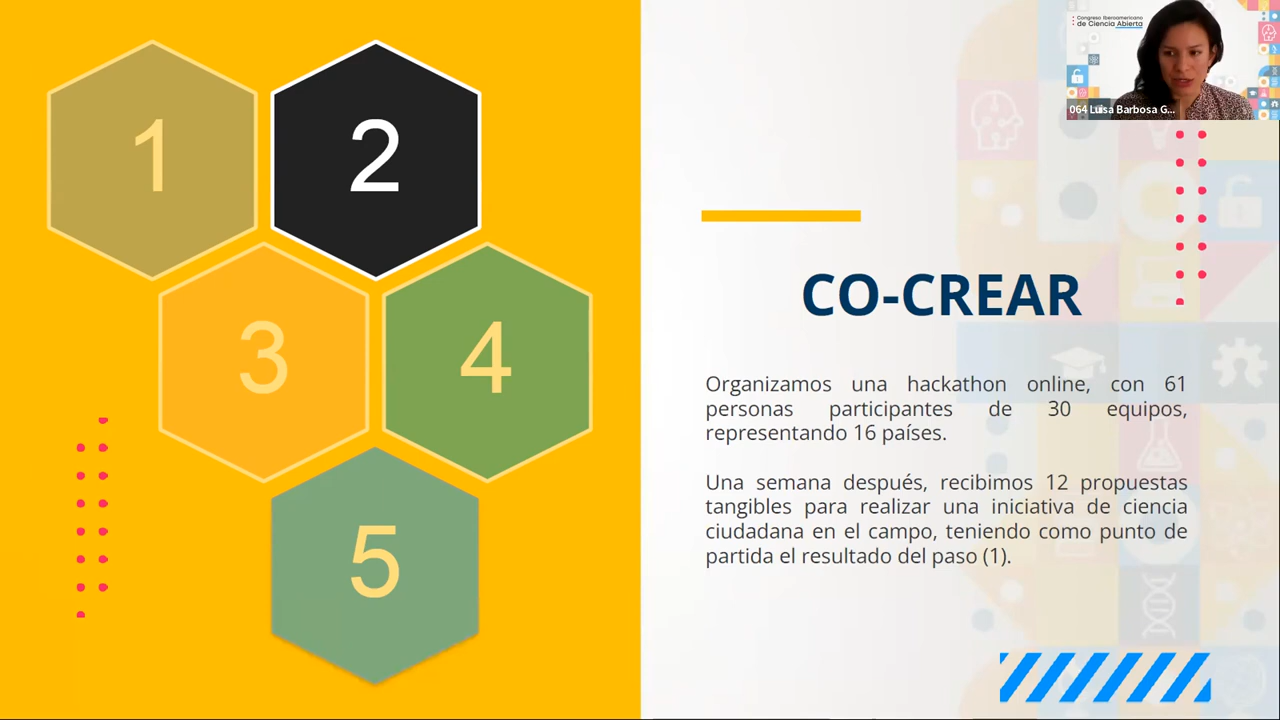 1
2
3
4
5
Congreso Iberoamericano
de Ciencia Abierta
064 Luisa Barbosa G...
CO-CREAR
Organizamos una hackathon online, con 61
personas participantes de 30 equipos,
representando 16 países.
Una semana después, recibimos 12 propuestas
tangibles para realizar una iniciativa de ciencia
ciudadana en el campo, teniendo como punto de
partida el resultado del paso (1).